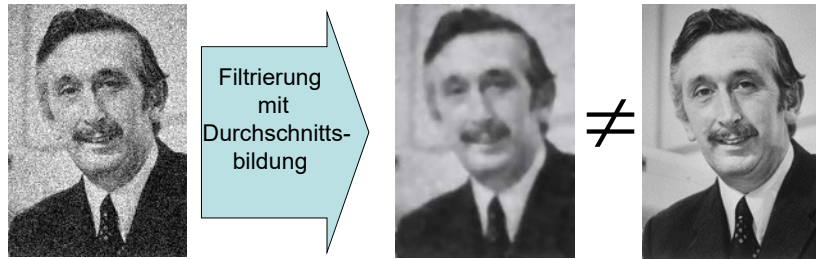 Filtrierung
mit
Durchschnitts-
bildung
≠